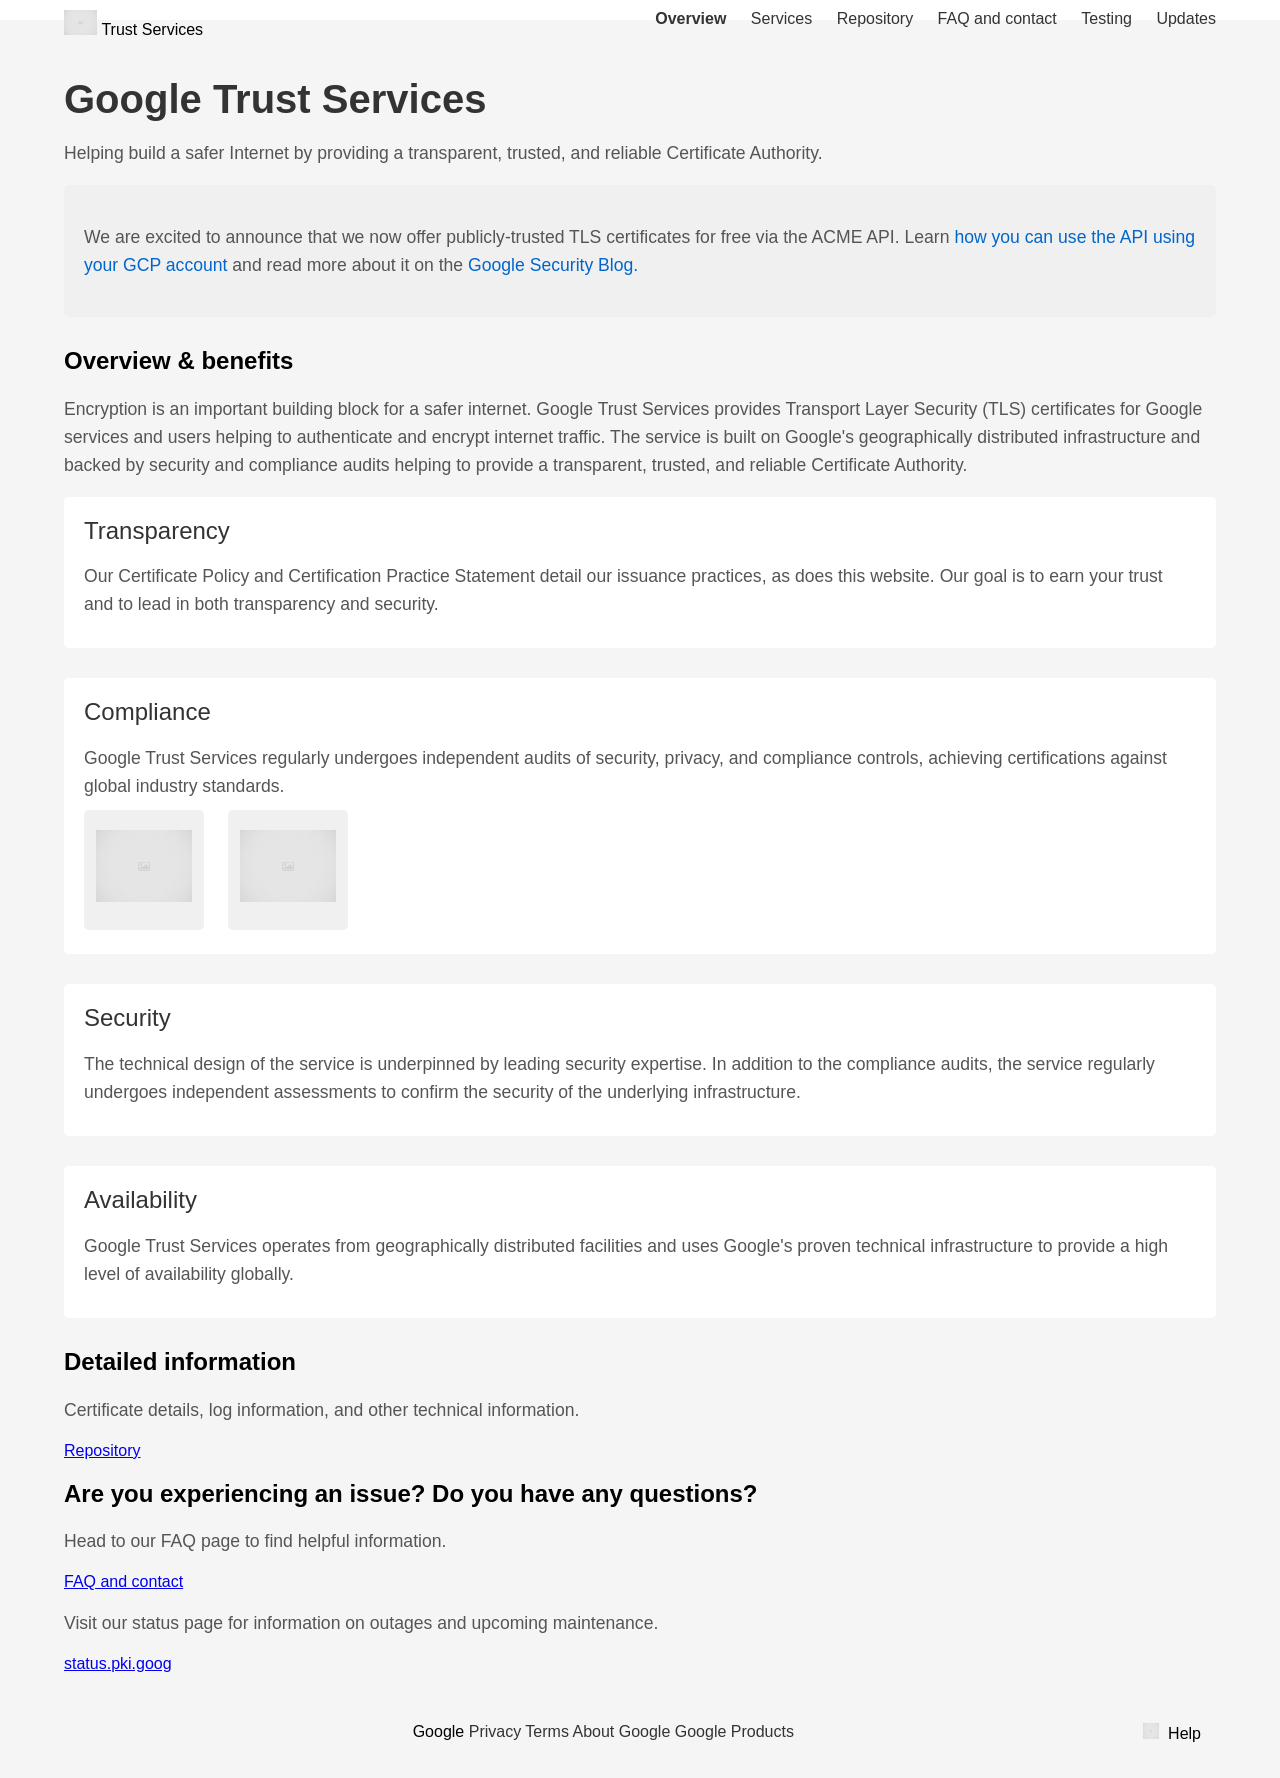 Trust Services
Overview Services Repository FAQ and contact Testing Updates
Google Trust Services
Helping build a safer Internet by providing a transparent, trusted, and reliable Certificate Authority.
We are excited to announce that we now offer publicly-trusted TLS certificates for free via the ACME API. Learn how you can use the API using
your GCP account and read more about it on the Google Security Blog.
Overview & benefits
Encryption is an important building block for a safer internet. Google Trust Services provides Transport Layer Security (TLS) certificates for Google
services and users helping to authenticate and encrypt internet traffic. The service is built on Google's geographically distributed infrastructure and
backed by security and compliance audits helping to provide a transparent, trusted, and reliable Certificate Authority.
Transparency
Our Certificate Policy and Certification Practice Statement detail our issuance practices, as does this website. Our goal is to earn your trust
and to lead in both transparency and security.
Compliance
Google Trust Services regularly undergoes independent audits of security, privacy, and compliance controls, achieving certifications against
global industry standards.
Security
The technical design of the service is underpinned by leading security expertise. In addition to the compliance audits, the service regularly
undergoes independent assessments to confirm the security of the underlying infrastructure.
Availability
Google Trust Services operates from geographically distributed facilities and uses Google's proven technical infrastructure to provide a high
level of availability globally.
Detailed information
Certificate details, log information, and other technical information.
Repository
Are you experiencing an issue? Do you have any questions?
Head to our FAQ page to find helpful information.
FAQ and contact
Visit our status page for information on outages and upcoming maintenance.
status.pki.goog
Google Privacy Terms About Google Google Products
Help